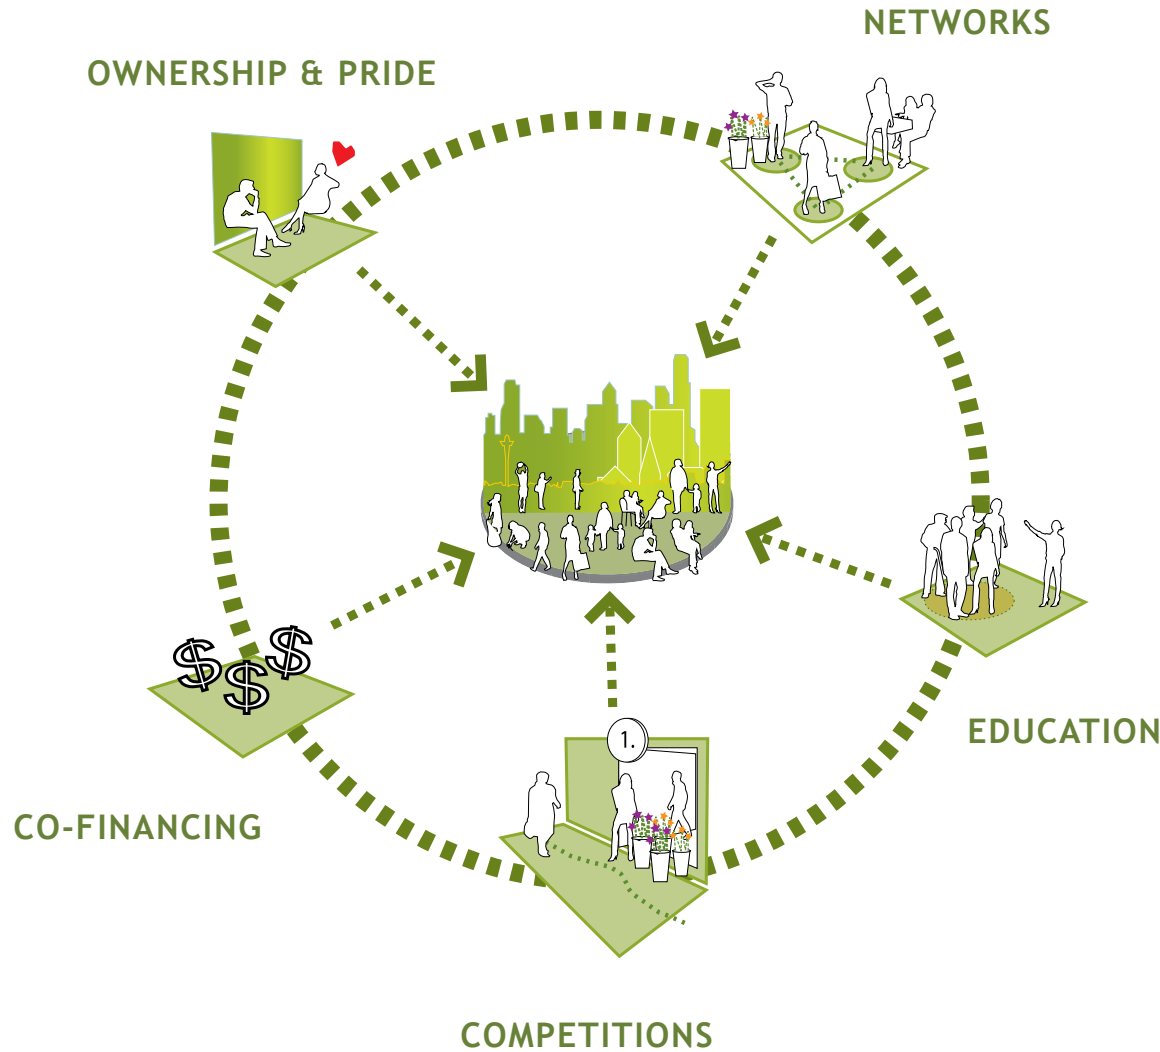 NETWORKS
OWNERSHIP & PRIDE
$ $ $
1.
EDUCATION
CO-FINANCING
COMPETITIONS